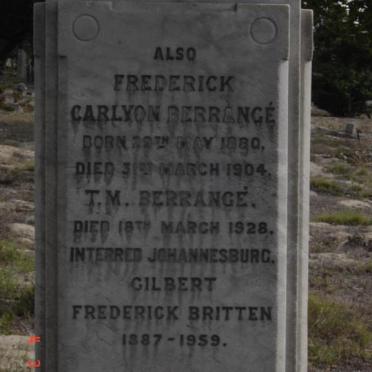 ALSO
FREDERICK
CARLYON BERRANGÉ
BORN 29TH MAY 1880.
DIED 31ST MARCH 1904.
T.M. BERRANGÉ.
DIED 18TH MARCH 1928.
INTERRED JOHANNESBURG.
GILBERT
FREDERICK BRITTEN
1887-1959.